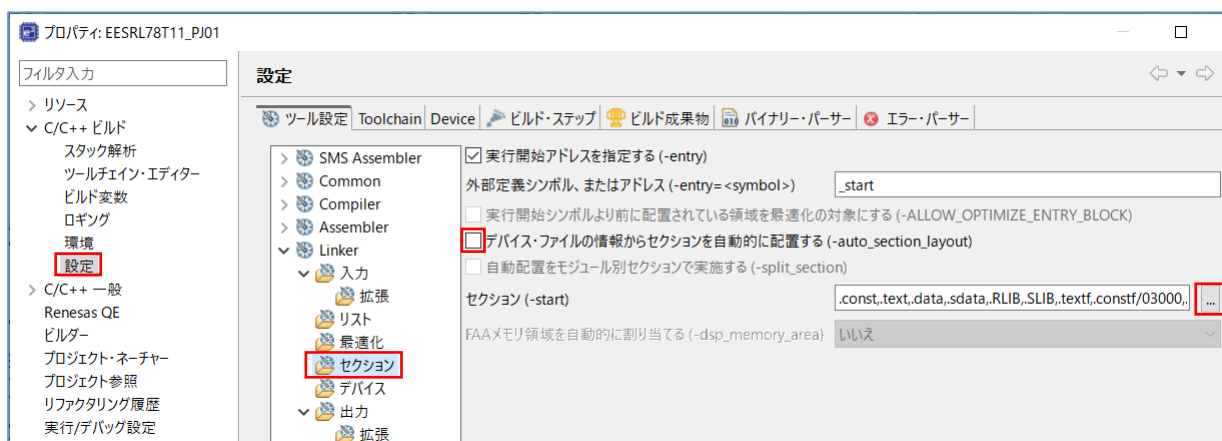 プロパティ: EESRL78T11_PJ01
フィルタ入力
設定
リソース
C/C++ ビルド
スタック解析
ツールチェイン・エディター
ビルド変数
ロギング
環境
設定
C/C++ 一般
Renesas QE
ビルダー
プロジェクト・ネーチャー
プロジェクト参照
リファクタリング履歴
実行/デバッグ設定
ツール設定 Toolchain Device ビルド・ステップ ビルド成果物 バイナリー・パーサー エラー・パーサー
SMS Assembler
Common
Compiler
Assembler
Linker
入力
拡張
リスト
最適化
セクション
デバイス
出力
拡張
実行開始アドレスを指定する (-entry)
外部定義シンボル、またはアドレス (-entry=<symbol>) _start
実行開始シンボルより前に配置されている領域を最適化の対象にする (-ALLOW_OPTIMIZE_ENTRY_BLOCK)
デバイス・ファイルの情報からセクションを自動的に配置する (-auto_section_layout)
自動配置をモジュール別セクションで実施する (-split_section)
セクション (-start) .const,.text,.data,.sdata,.RLIB,.SLIB,.textf,.constf/03000,. ...
FAAメモリ領域を自動的に割り当てる (-dsp_memory_area) いいえ